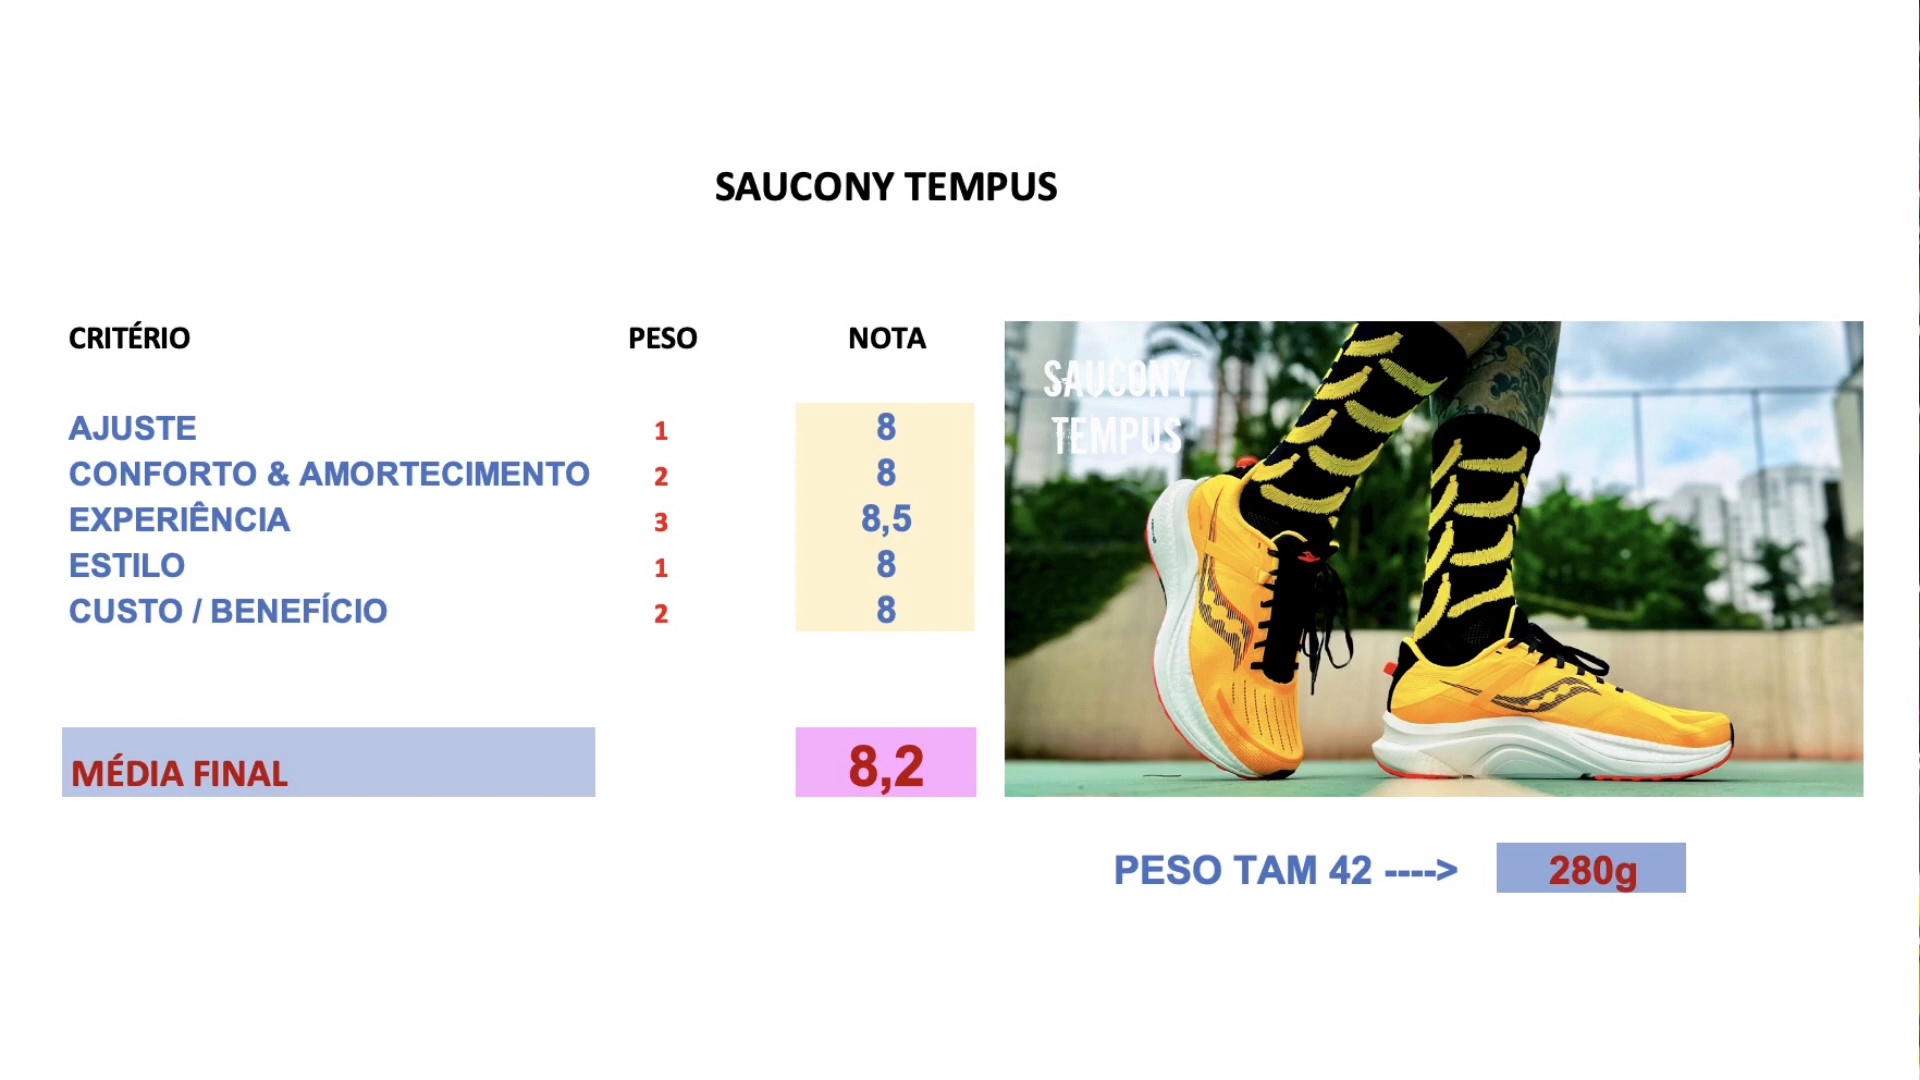 SAUCONY TEMPUS
CRITÉRIO PESO NOTA
AJUSTE 1 8
CONFORTO & AMORTECIMENTO 2 8
EXPERIÊNCIA 3 8,5
ESTILO 1 8
CUSTO / BENEFÍCIO 2 8
MÉDIA FINAL 8,2
SAUCONY
TEMPUS
PESO TAM 42 ----> 280g